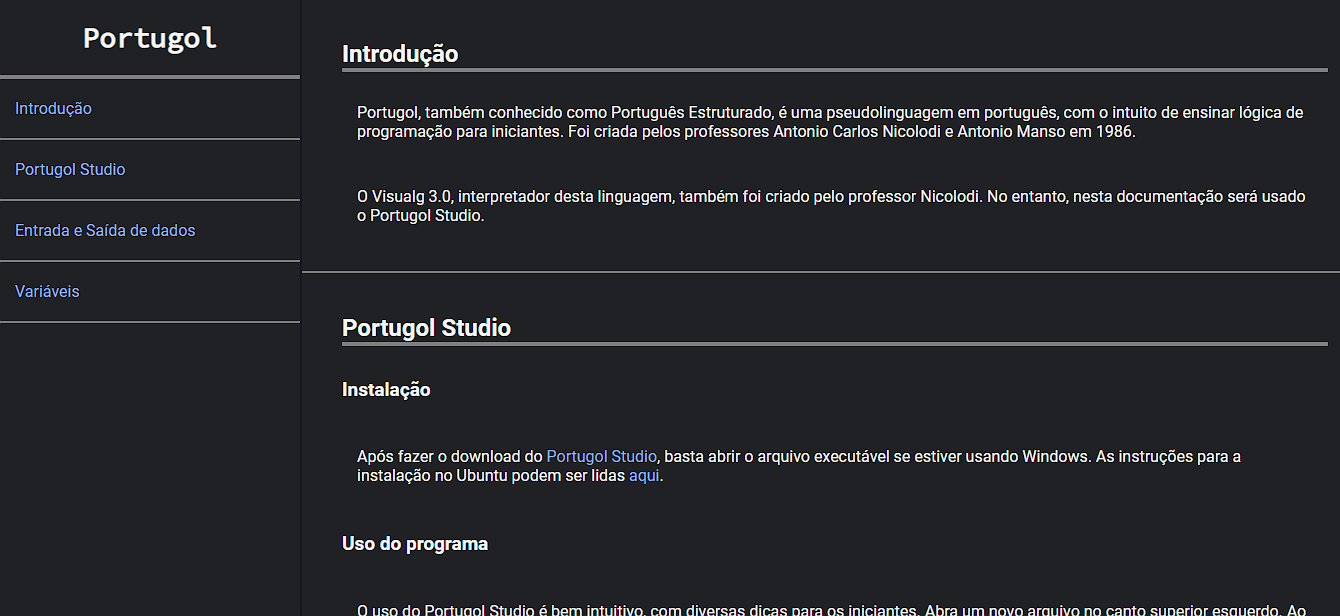 Portugol
Introdução
Portugol Studio
Entrada e Saída de dados
Variáveis
Introdução
Portugol, também conhecido como Português Estruturado, é uma pseudolinguagem em português, com o intuito de ensinar lógica de
programação para iniciantes. Foi criada pelos professores Antonio Carlos Nicolodi e Antonio Manso em 1986.
O Visualg 3.0, interpretador desta linguagem, também foi criado pelo professor Nicolodi. No entanto, nesta documentação será usado
o Portugol Studio.
Portugol Studio
Instalação
Após fazer o download do Portugol Studio, basta abrir o arquivo executável se estiver usando Windows. As instruções para a
instalação no Ubuntu podem ser lidas aqui.
Uso do programa
O uso do Portugol Studio é bem intuitivo, com diversas dicas para os iniciantes. Abra um novo arquivo no canto superior esquerdo. Ao